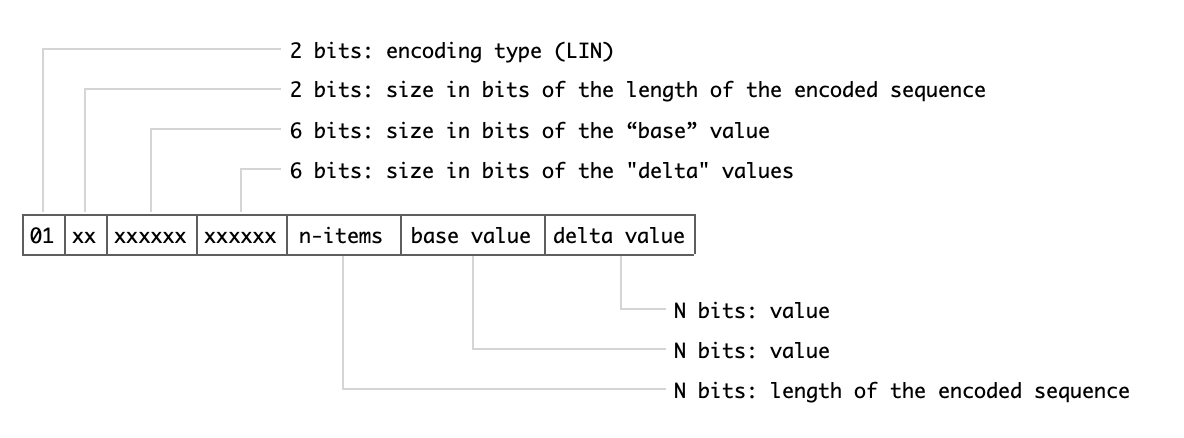 2 bits: encoding type (LIN)
2 bits: size in bits of the length of the encoded sequence
6 bits: size in bits of the “base” value
6 bits: size in bits of the "delta" values
01 xx xxxxxx xxxxxx n-items base value delta value
N bits: value
N bits: value
N bits: length of the encoded sequence